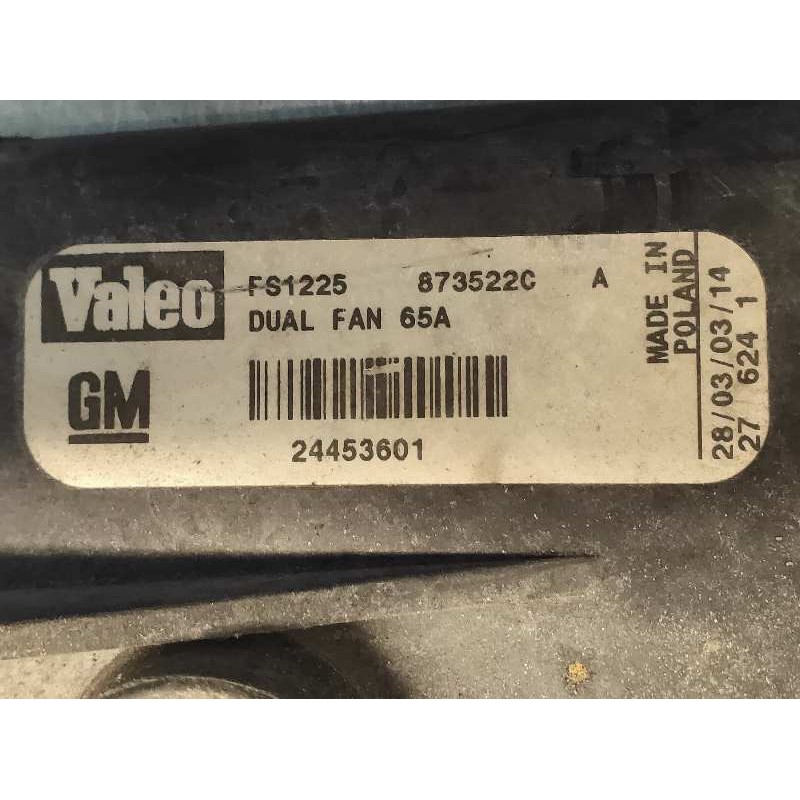 Valeo
FS1225 873522C A
DUAL FAN 65A
GM
24453601
MADE IN
POLAND
28/03/03/14
27 624 1